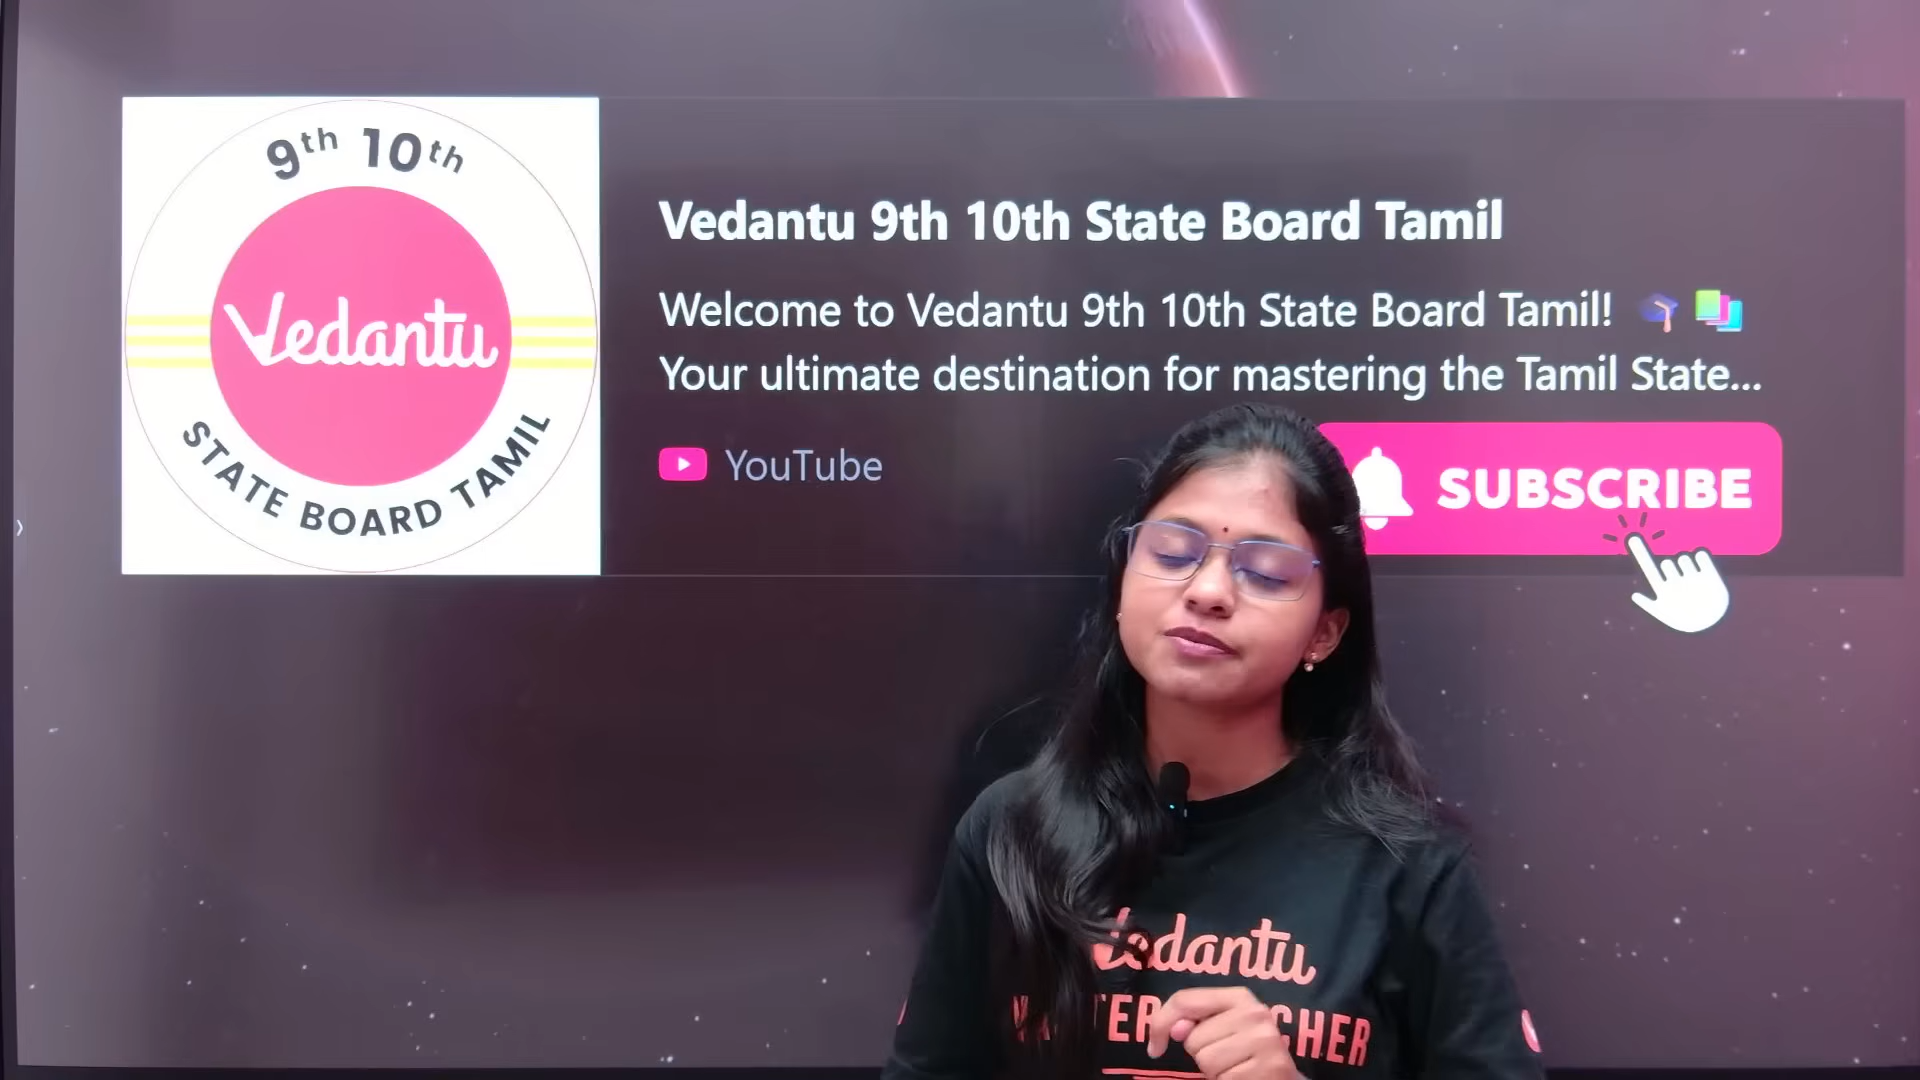 9th 10th
Vedantu
STATE BOARD TAMIL
Vedantu 9th 10th State Board Tamil
Welcome to Vedantu 9th 10th State Board Tamil!
Your ultimate destination for mastering the Tamil State...
YouTube
SUBSCRIBE
Vedantu